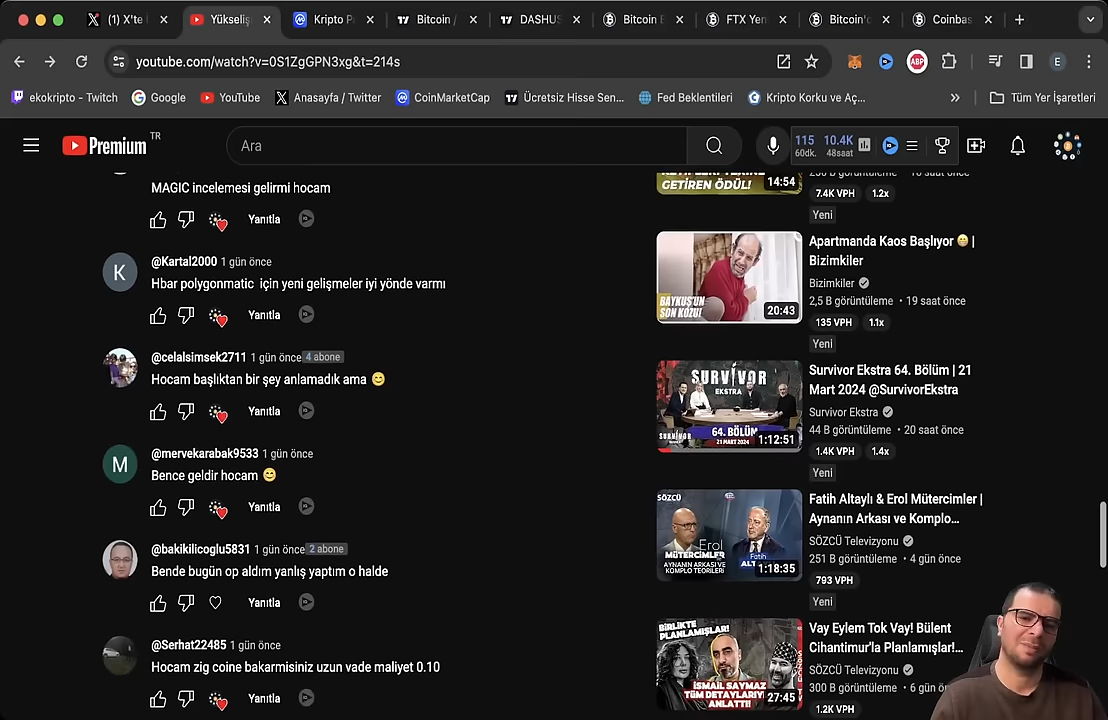 X'te
Yükseliş
Kripto P
Bitcoin /
DASHUS
Bitcoin E
FTX Yen
Bitcoin'd
Coinbas
youtube.com/watch?v=0S1ZgGPN3xg&t=214s
ABP
E
ekokripto - Twitch
Google
YouTube
Anasayfa / Twitter
CoinMarketCap
Ücretsiz Hisse Sen...
Fed Beklentileri
Kripto Korku ve Aç...
Tüm Yer İşaretleri
Premium TR
Ara
115 10.4K
60dk. 48saat
MAGIC incelemesi gelirmi hocam
Yanıtla
K
@Kartal2000 1 gün önce
Hbar polygonmatic için yeni gelişmeler iyi yönde varmı
Yanıtla
@celalsimsek2711 1 gün önce 4 abone
Hocam başlıktan bir şey anlamadık ama 😊
Yanıtla
M
@mervekarabak9533 1 gün önce
Bence geldir hocam 😊
Yanıtla
@bakikilicoglu5831 1 gün önce 2 abone
Bende bugün op aldım yanlış yaptım o halde
Yanıtla
@Serhat22485 1 gün önce
Hocam zig coine bakarmisiniz uzun vade maliyet 0.10
Yanıtla
GETİREN ÖDÜL!
14:54
7.4K VPH 1.2x
Yeni
BAYKUŞ'UN
SON KOZU!
20:43
Apartmanda Kaos Başlıyor 😬 |
Bizimkiler
Bizimkiler
2,5 B görüntüleme • 19 saat önce
135 VPH 1.1x
Yeni
SURVİVOR
EKSTRA
64. BÖLÜM
21 MART 2024
SURVİVOR
1:12:51
Survivor Ekstra 64. Bölüm | 21
Mart 2024 @SurvivorEkstra
Survivor Ekstra
44 B görüntüleme • 20 saat önce
1.4K VPH 1.4x
Yeni
SÖZCÜ
Erol
MÜTERCİMLER
Fatih
ALT
AYNANIN ARKASI VE
KOMPLO TEORİLERİ
1:18:35
Fatih Altaylı & Erol Mütercimler |
Aynanın Arkası ve Komplo...
SÖZCÜ Televizyonu
251 B görüntüleme • 4 gün önce
793 VPH
Yeni
BİRLİKTE
PLANLAMIŞLAR!
İSMAİL SAYMAZ
TÜM DETAYLARIYLA
ANLATTI!
27:45
Vay Eylem Tok Vay! Bülent
Cihantimur'la Planlamışlar!...
SÖZCÜ Televizyonu
300 B görüntüleme • 6 gün
1.2K VPH